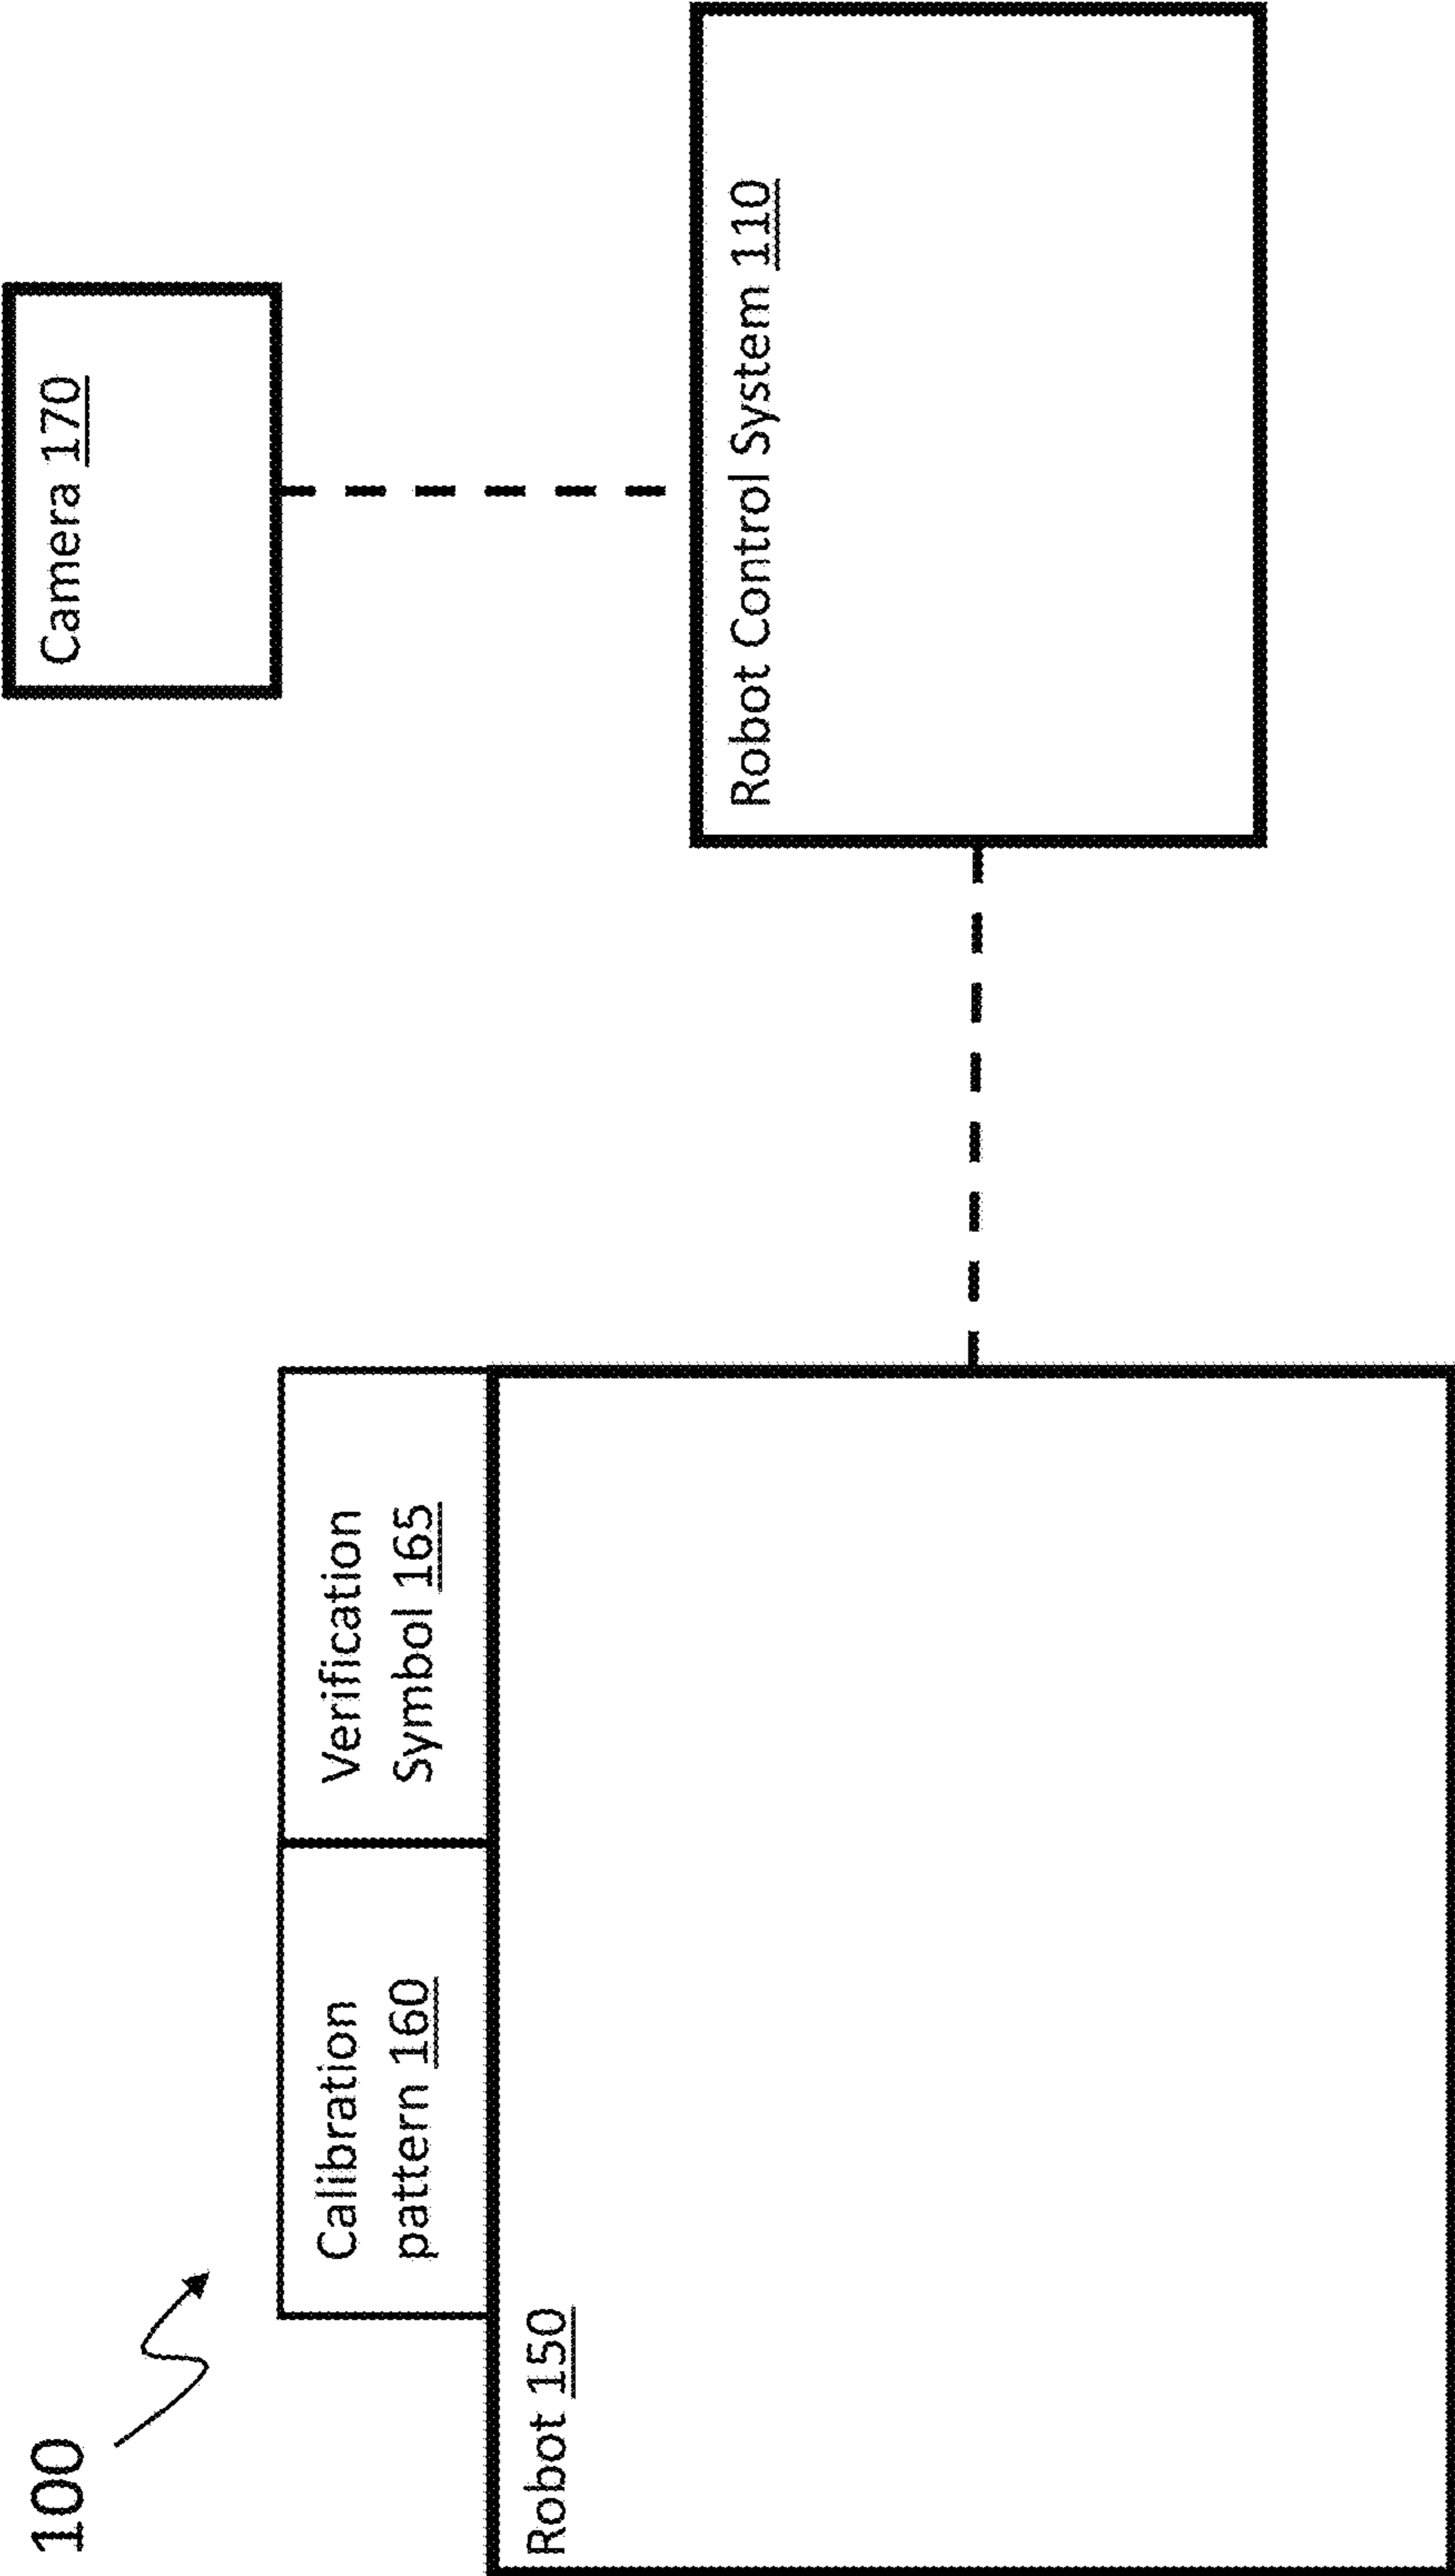 100
Calibration
pattern 160
Verification
Symbol 165
Robot 150
Camera 170
Robot Control System 110